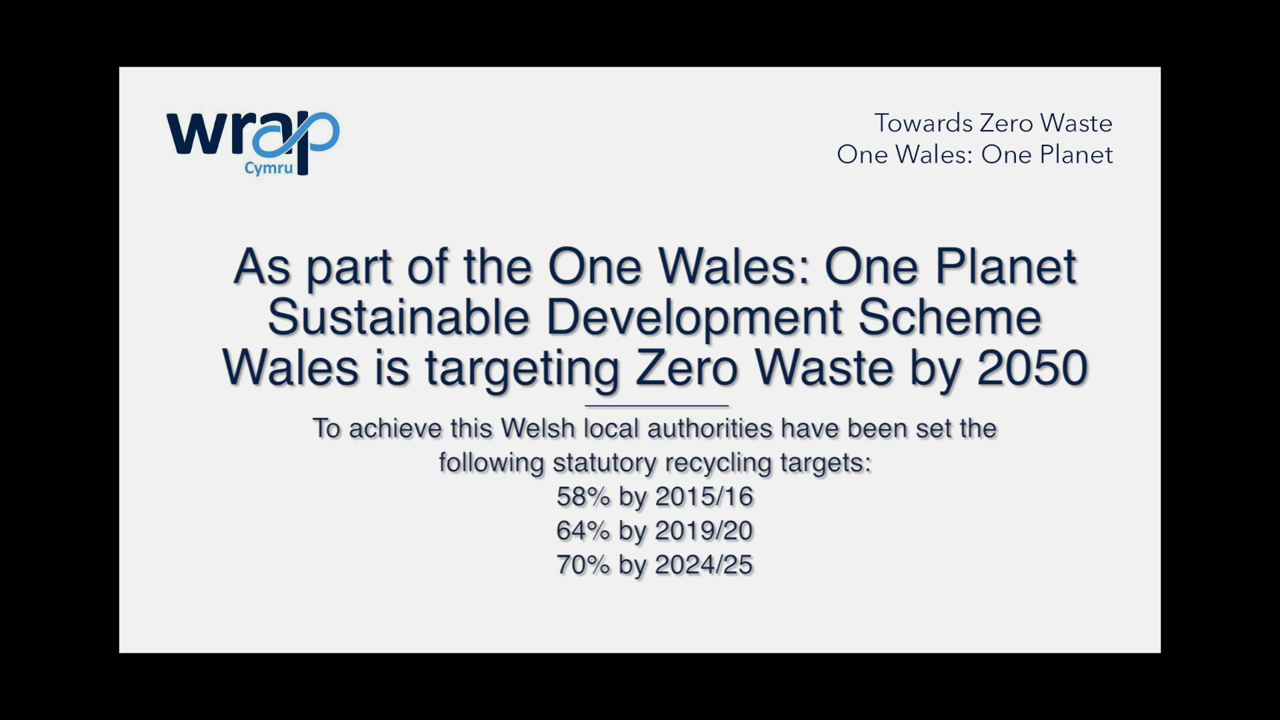 wrap
Cymru
Towards Zero Waste
One Wales: One Planet
As part of the One Wales: One Planet
Sustainable Development Scheme
Wales is targeting Zero Waste by 2050
To achieve this Welsh local authorities have been set the
following statutory recycling targets:
58% by 2015/16
64% by 2019/20
70% by 2024/25